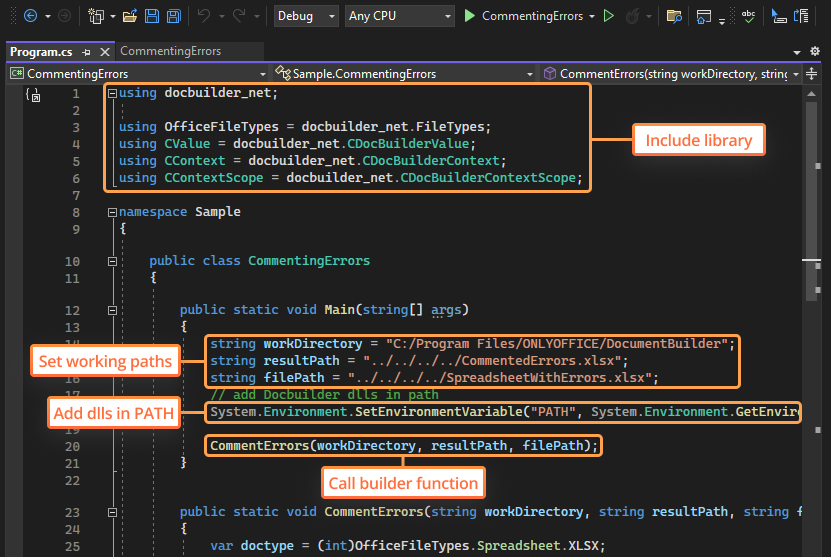 Debug
Any CPU
CommentingErrors
Program.cs
CommentingErrors
C# CommentingErrors
Sample.CommentingErrors
CommentErrors(string workDirectory, string
1 using docbuilder_net;
2
3 using OfficeFileTypes = docbuilder_net.FileTypes;
4 using CValue = docbuilder_net.CDocBuilderValue;
5 using CContext = docbuilder_net.CDocBuilderContext;
6 using CContextScope = docbuilder_net.CDocBuilderContextScope;
Include library
7
8 namespace Sample
9 {
10 public class CommentingErrors
11 {
12 public static void Main(string[] args)
13 {
string workDirectory = "C:/Program Files/ONLYOFFICE/DocumentBuilder";
Set working paths
string resultPath = "../../../../CommentedErrors.xlsx";
string filePath = "../../../../SpreadsheetWithErrors.xlsx";
// add Docbuilder dlls in path
Add dlls in PATH
System.Environment.SetEnvironmentVariable("PATH", System.Environment.GetEnviro
20 CommentErrors(workDirectory, resultPath, filePath);
21 }
22
Call builder function
23 public static void CommentErrors(string workDirectory, string resultPath, string f
24 {
25 var doctype = (int)OfficeFileTypes.Spreadsheet.XLSX;